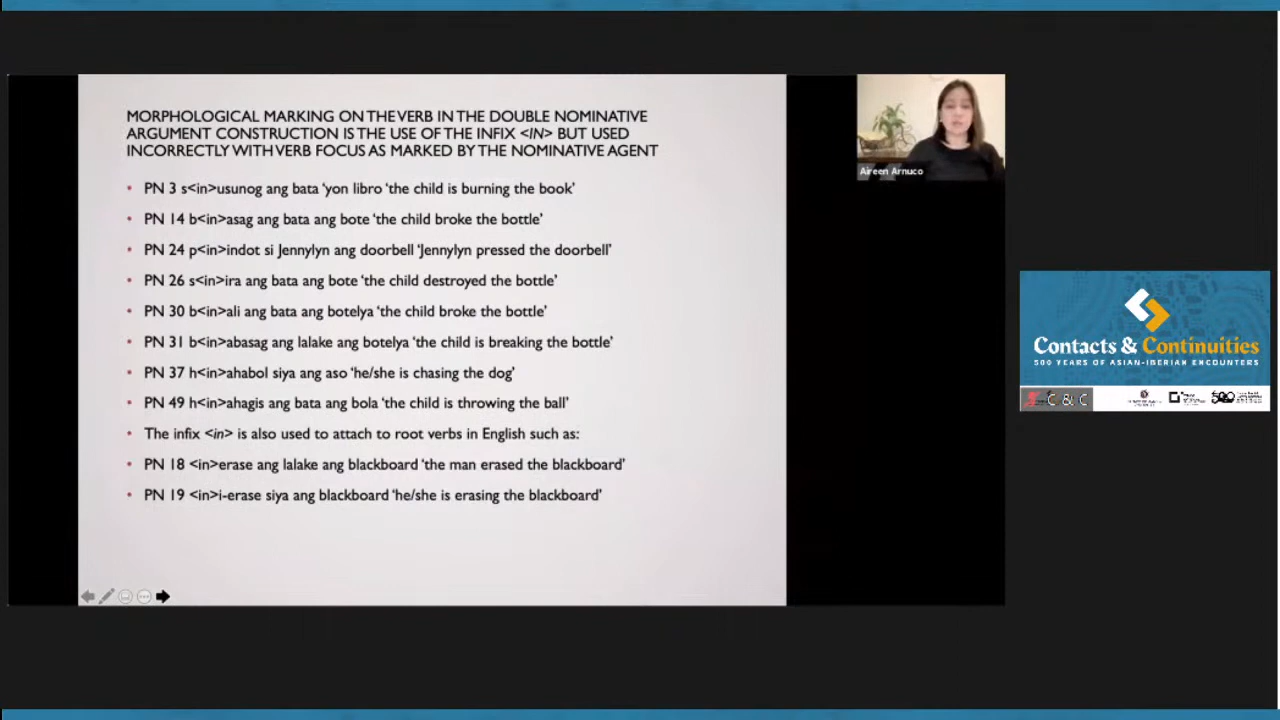 MORPHOLOGICAL MARKING ON THE VERB IN THE DOUBLE NOMINATIVE
ARGUMENT CONSTRUCTION IS THE USE OF THE INFIX <IN> BUT USED
INCORRECTLY WITH VERB FOCUS AS MARKED BY THE NOMINATIVE AGENT
• PN 3 s<in>usunog ang bata ‘yon libro ‘the child is burning the book’
• PN 14 b<in>asag ang bata ang bote ‘the child broke the bottle’
• PN 24 p<in>indot si Jennylyn ang doorbell ‘Jennylyn pressed the doorbell’
• PN 26 s<in>ira ang bata ang bote ‘the child destroyed the bottle’
• PN 30 b<in>ali ang bata ang botelya ‘the child broke the bottle’
• PN 31 b<in>abasag ang lalake ang botelya ‘the child is breaking the bottle’
• PN 37 h<in>ahabol siya ang aso ‘he/she is chasing the dog’
• PN 49 h<in>ahagis ang bata ang bola ‘the child is throwing the ball’
• The infix <in> is also used to attach to root verbs in English such as:
• PN 18 <in>erase ang lalake ang blackboard ‘the man erased the blackboard’
• PN 19 <in>i-erase siya ang blackboard ‘he/she is erasing the blackboard’
Aireen Arnuco
Contacts & Continuities
500 YEARS OF ASIAN-IBERIAN ENCOUNTERS
C & C